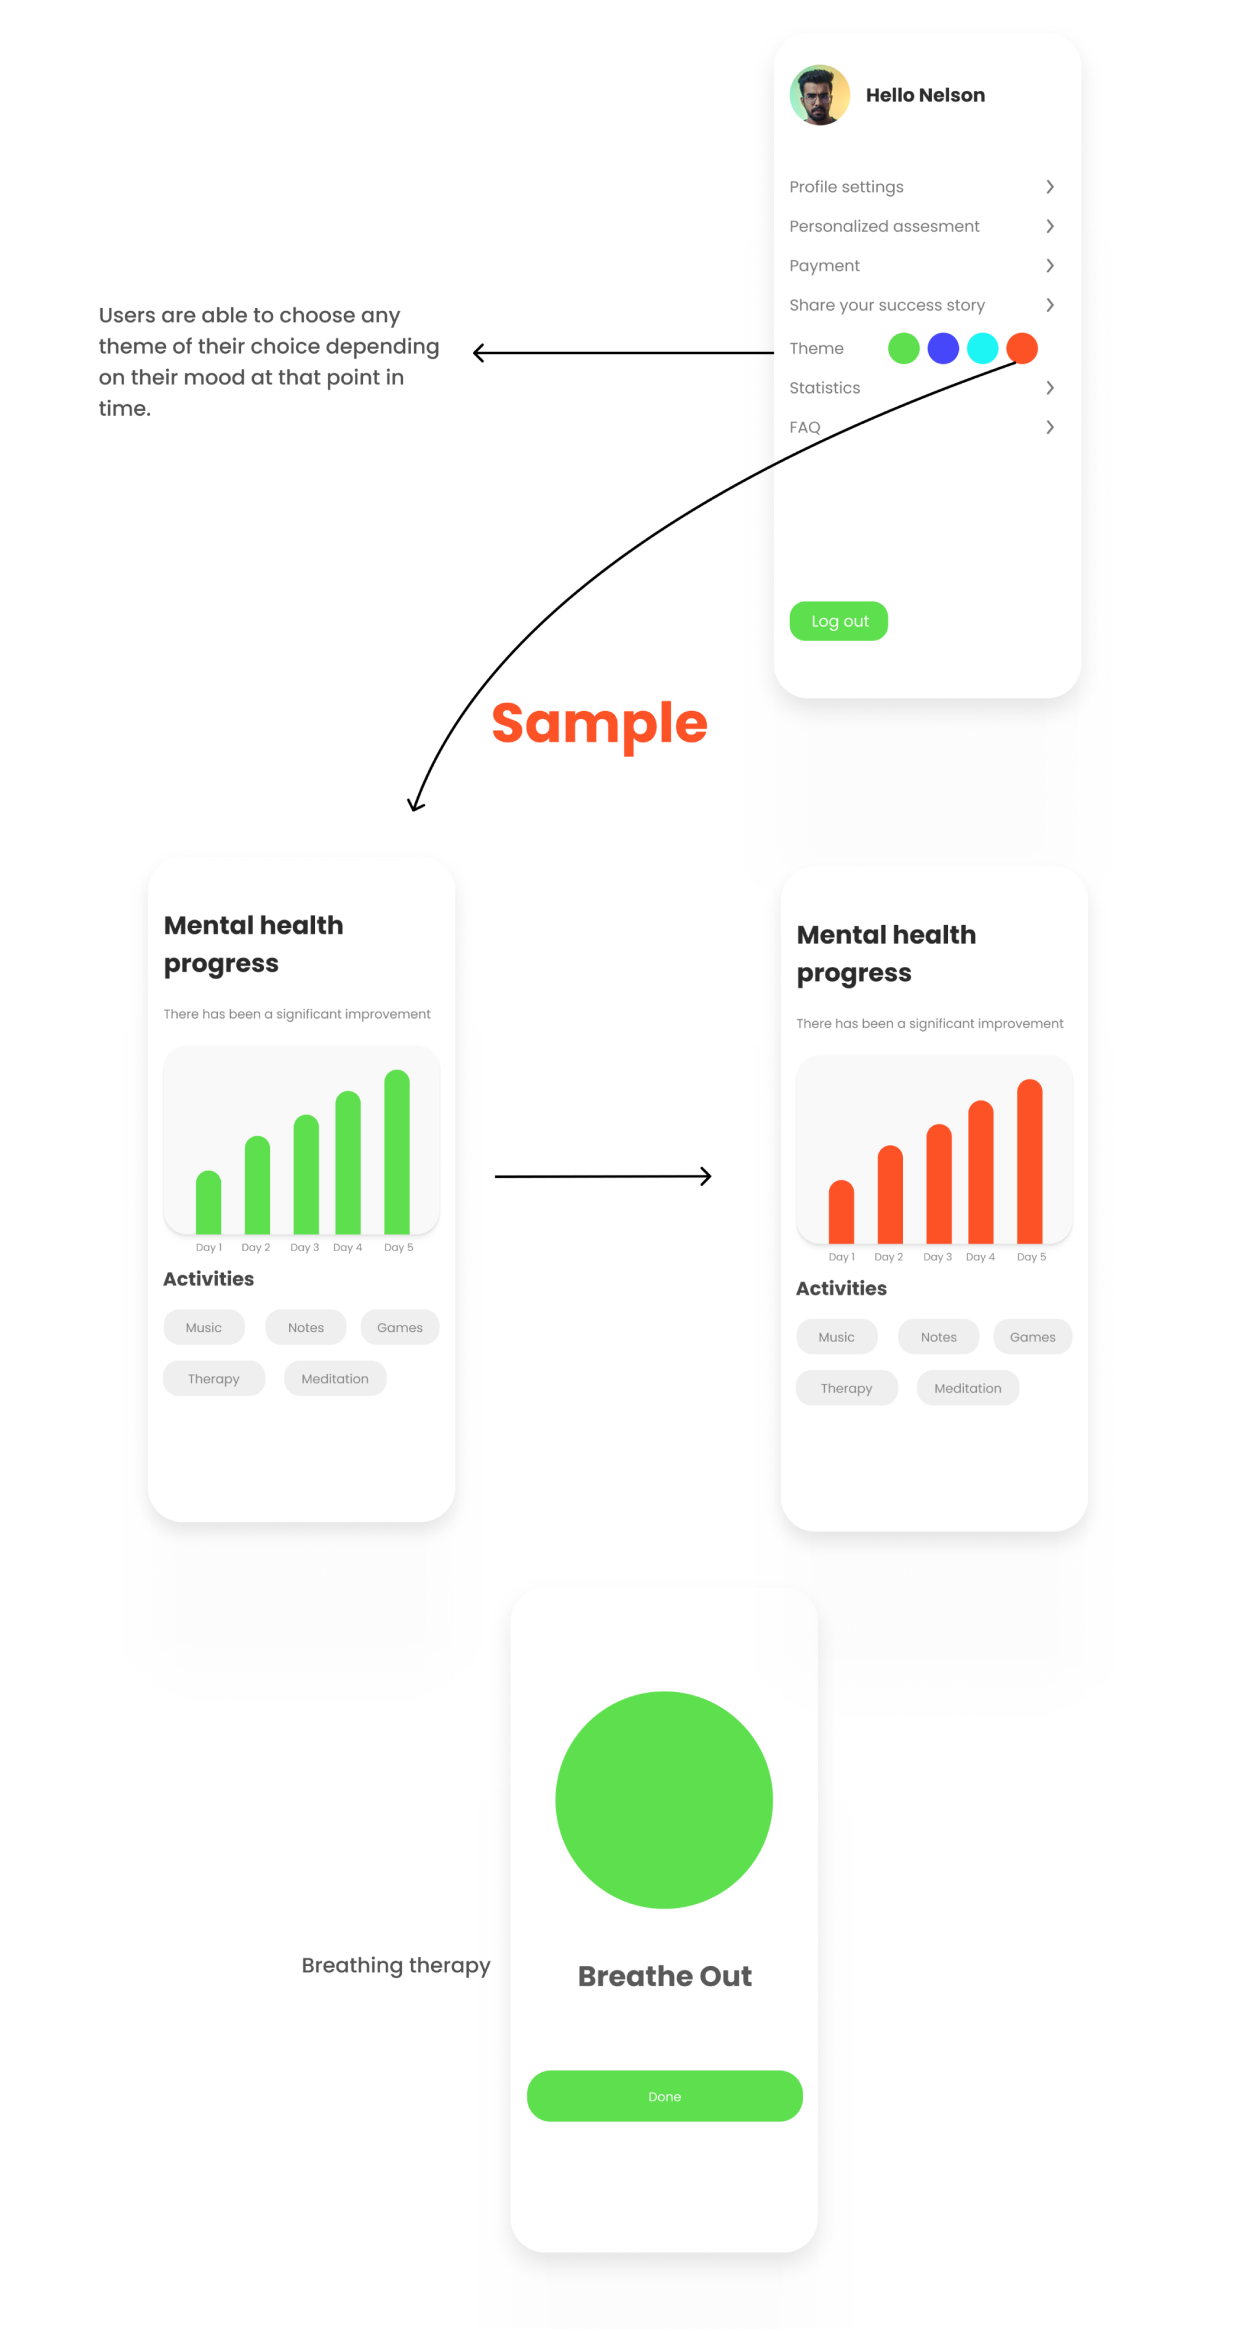 Hello Nelson
Profile settings
Personalized assesment
Payment
Share your success story
Theme
Statistics
FAQ
Log out
Users are able to choose any
theme of their choice depending
on their mood at that point in
time.
Sample
Mental health
progress
There has been a significant improvement
Day 1 Day 2 Day 3 Day 4 Day 5
Activities
Music Notes Games
Therapy Meditation
Mental health
progress
There has been a significant improvement
Day 1 Day 2 Day 3 Day 4 Day 5
Activities
Music Notes Games
Therapy Meditation
Breathing therapy
Breathe Out
Done